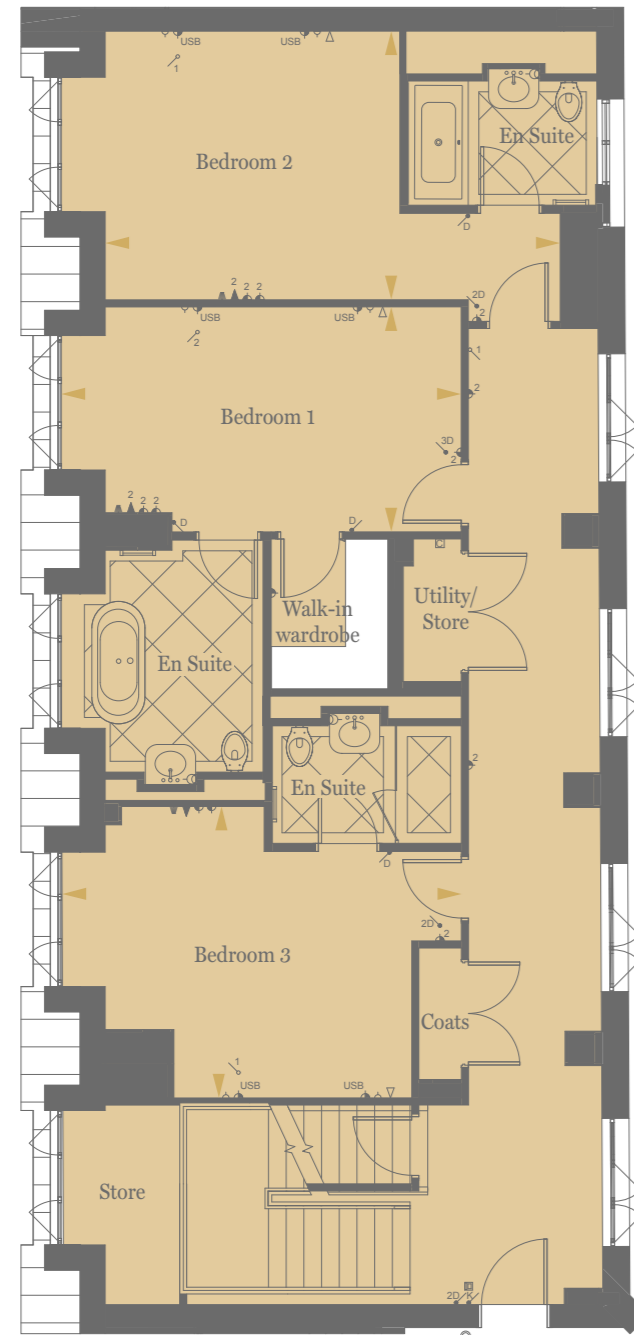 USB
USB
1
En Suite
Bedroom 2
D
2
2 2
2D
2
USB
USB
2
1
Bedroom 1
2
3D
2
2
2 2
D
D
Utility/
Store
Walk-in
wardrobe
En Suite
2
En Suite
D
2D
2
Bedroom 3
Coats
1
USB
USB
Store
2D K